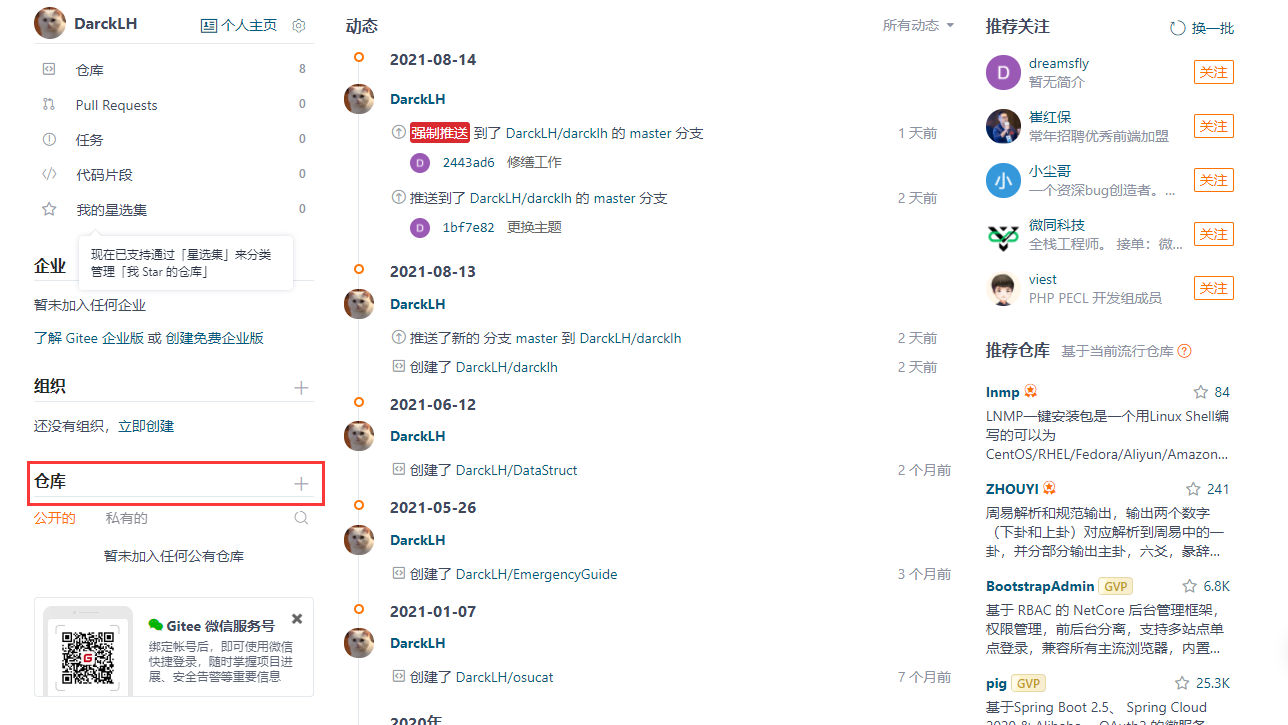 DarckLH
个人主页
仓库 8
Pull Requests 0
任务 0
代码片段 0
我的星选集 0
现在已支持通过「星选集」来分类
管理「我 Star 的仓库」
企业
暂未加入任何企业
了解 Gitee 企业版 或 创建免费企业版
组织
还没有组织，立即创建
仓库
公开的 私有的
暂未加入任何公有仓库
Gitee 微信服务号
绑定帐号后，即可使用微信
快捷登录，随时掌握项目进
展、安全告警等重要信息
动态 所有动态
2021-08-14
DarckLH
强制推送 到了 DarckLH/darcklh 的 master 分支 1 天前
D 2443ad6 修缮工作
推送到了 DarckLH/darcklh 的 master 分支 2 天前
D 1bf7e82 更换主题
2021-08-13
DarckLH
推送了新的 分支 master 到 DarckLH/darcklh 2 天前
创建了 DarckLH/darcklh 2 天前
2021-06-12
DarckLH
创建了 DarckLH/DataStruct 2 个月前
2021-05-26
DarckLH
创建了 DarckLH/EmergencyGuide 3 个月前
2021-01-07
DarckLH
创建了 DarckLH/osucat 7 个月前
2020年
推荐关注 换一批
D dreamsfly
暂无简介
关注
崔红保
常年招聘优秀前端加盟
关注
小 小尘哥
一个资深bug创造者。...
关注
微同科技
全栈工程师。 接单：微...
关注
viest
PHP PECL 开发组成员
关注
推荐仓库 基于当前流行仓库
lnmp 84
LNMP一键安装包是一个用Linux Shell编
写的可以为
CentOS/RHEL/Fedora/Aliyun/Amazon...
ZHOUYI 241
周易解析和规范输出，输出两个数字
（下卦和上卦）对应解析到周易中的一
卦，并分部分输出主卦，六爻，彖辞...
BootstrapAdmin GVP 6.8K
基于 RBAC 的 NetCore 后台管理框架，
权限管理，前后台分离，支持多站点单
点登录，兼容所有主流浏览器，内置...
pig GVP 25.3K
基于Spring Boot 2.5、 Spring Cloud